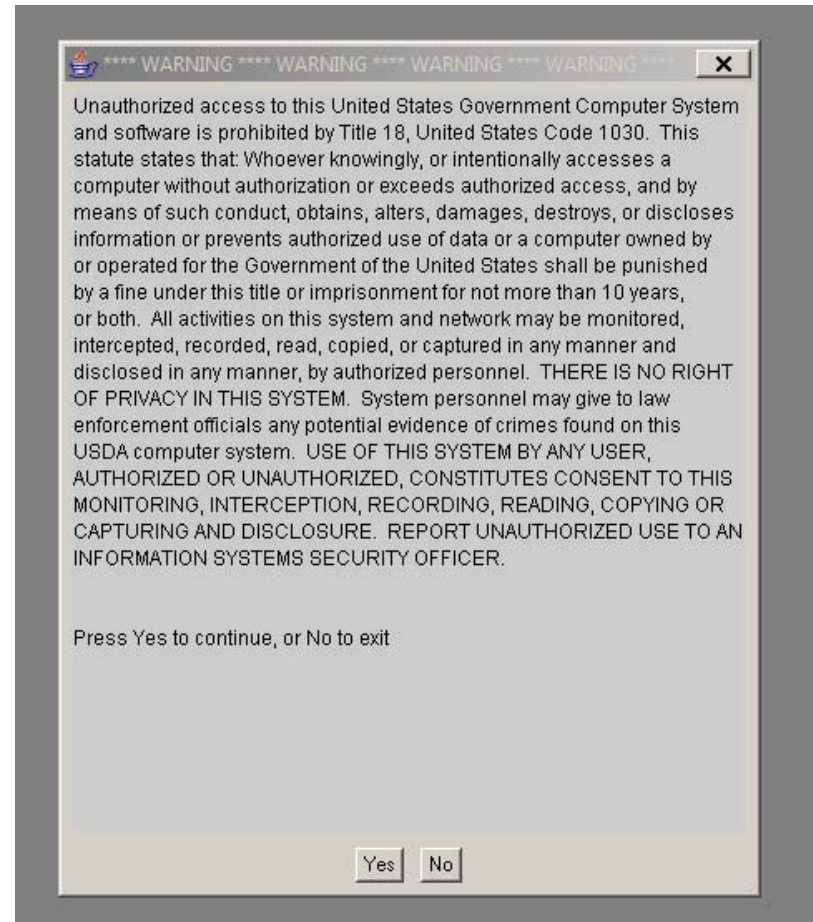 **** WARNING **** WARNING **** WARNING **** WARNING ****
Unauthorized access to this United States Government Computer System
and software is prohibited by Title 18, United States Code 1030.  This
statute states that: Whoever knowingly, or intentionally accesses a
computer without authorization or exceeds authorized access, and by
means of such conduct, obtains, alters, damages, destroys, or discloses
information or prevents authorized use of data or a computer owned by
or operated for the Government of the United States shall be punished
by a fine under this title or imprisonment for not more than 10 years,
or both.  All activities on this system and network may be monitored,
intercepted, recorded, read, copied, or captured in any manner and
disclosed in any manner, by authorized personnel.  THERE IS NO RIGHT
OF PRIVACY IN THIS SYSTEM.  System personnel may give to law
enforcement officials any potential evidence of crimes found on this
USDA computer system.  USE OF THIS SYSTEM BY ANY USER,
AUTHORIZED OR UNAUTHORIZED, CONSTITUTES CONSENT TO THIS
MONITORING, INTERCEPTION, RECORDING, READING, COPYING OR
CAPTURING AND DISCLOSURE.  REPORT UNAUTHORIZED USE TO AN
INFORMATION SYSTEMS SECURITY OFFICER.
Press Yes to continue, or No to exit
Yes No